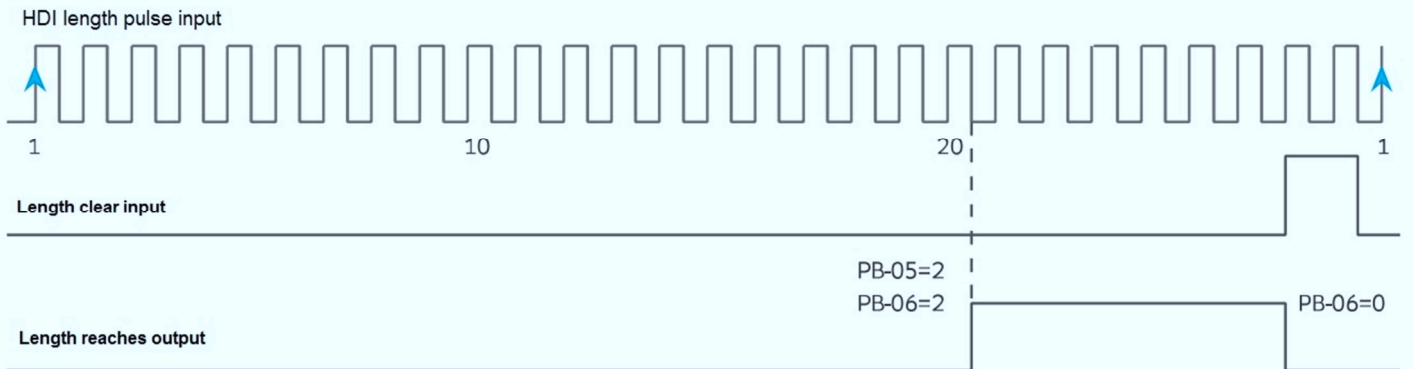 HDI length pulse input
1 10 20 1
Length clear input
PB-05=2
PB-06=2 PB-06=0
Length reaches output